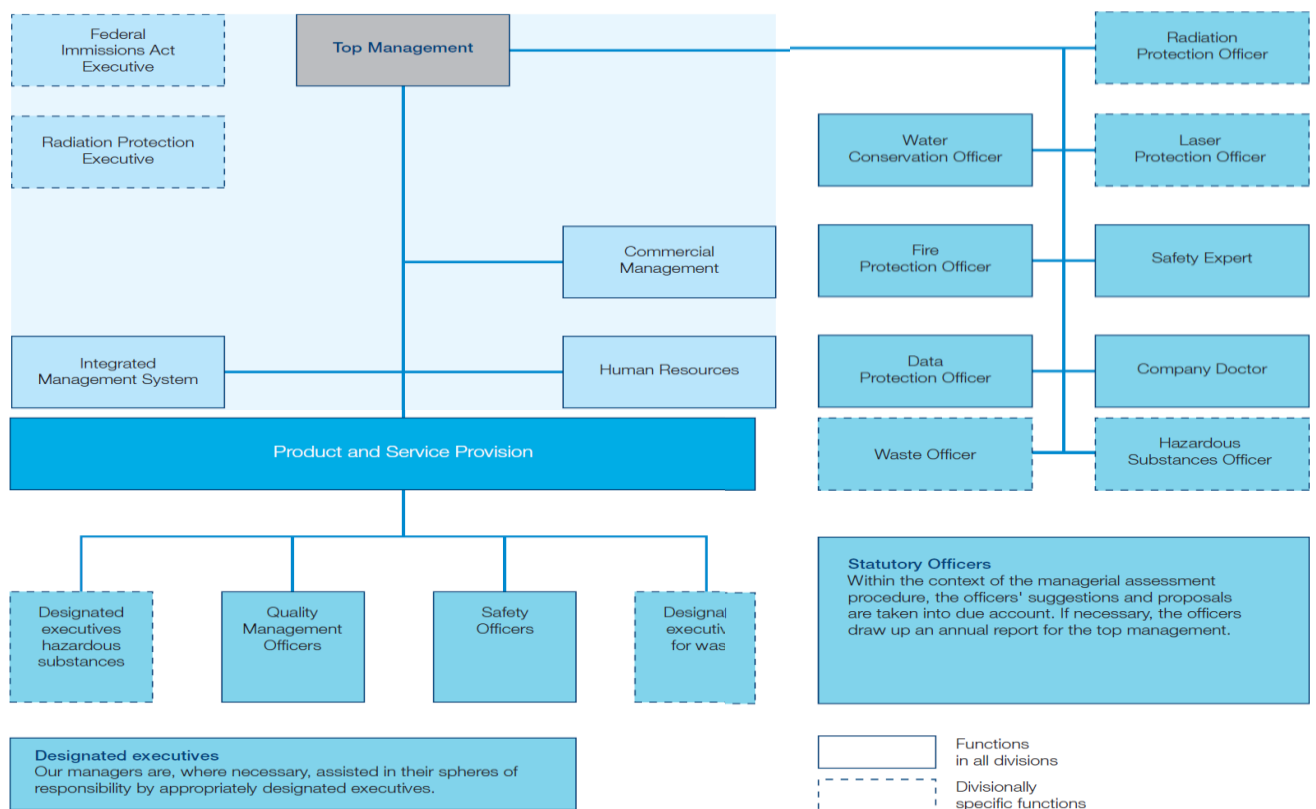 Federal
Immissions Act
Executive
Top Management
Radiation
Protection Officer
Radiation Protection
Executive
Water
Conservation Officer
Laser
Protection Officer
Commercial
Management
Fire
Protection Officer
Safety Expert
Integrated
Management System
Human Resources
Data
Protection Officer
Company Doctor
Product and Service Provision
Waste Officer
Hazardous
Substances Officer
Designated
executives
hazardous
substances
Quality
Management
Officers
Safety
Officers
for
Statutory Officers
Within the context of the managerial assessment
procedure, the officers' suggestions and proposals
are taken into due account. If necessary, the officers
draw up an annual report for the top management.
Designated executives
Our managers are, where necessary, assisted in their spheres of
responsibility by appropriately designated executives.
Functions
in all divisions
Divisionally
specific functions